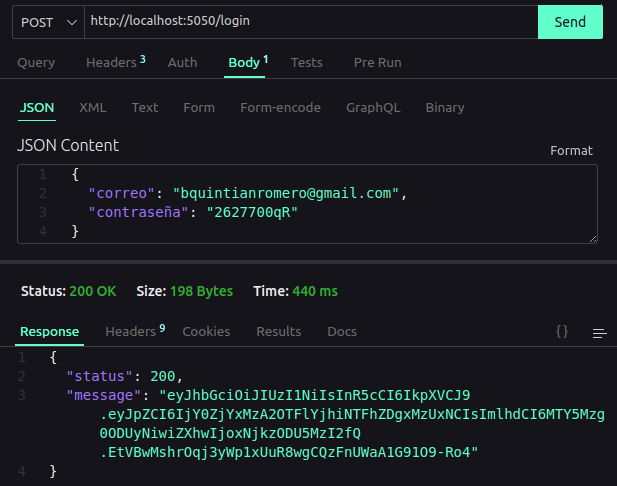 POST
http://localhost:5050/login
Send
Query Headers 3 Auth Body 1 Tests Pre Run
JSON XML Text Form Form-encode GraphQL Binary
JSON Content
Format
1 {
2 "correo": "bquintianromero@gmail.com",
3 "contraseña": "2627700qR"
4 }
Status: 200 OK Size: 198 Bytes Time: 440 ms
Response Headers 9 Cookies Results Docs {}
1 {
2 "status": 200,
3 "message": "eyJhbGciOiJIUzI1NiIsInR5cCI6IkpXVCJ9
.eyJpZCI6IjY0ZjYxMzA2OTFlYjhiNTFhZDgxMzUxNCIsImlhdCI6MTY5Mzg
0ODUyNiwiZXhwIjoxNjkzODU5MzI2fQ
.EtVBwMshrOqj3yWp1xUuR8wgCQzFnUWaA1G91O9-Ro4"
4 }